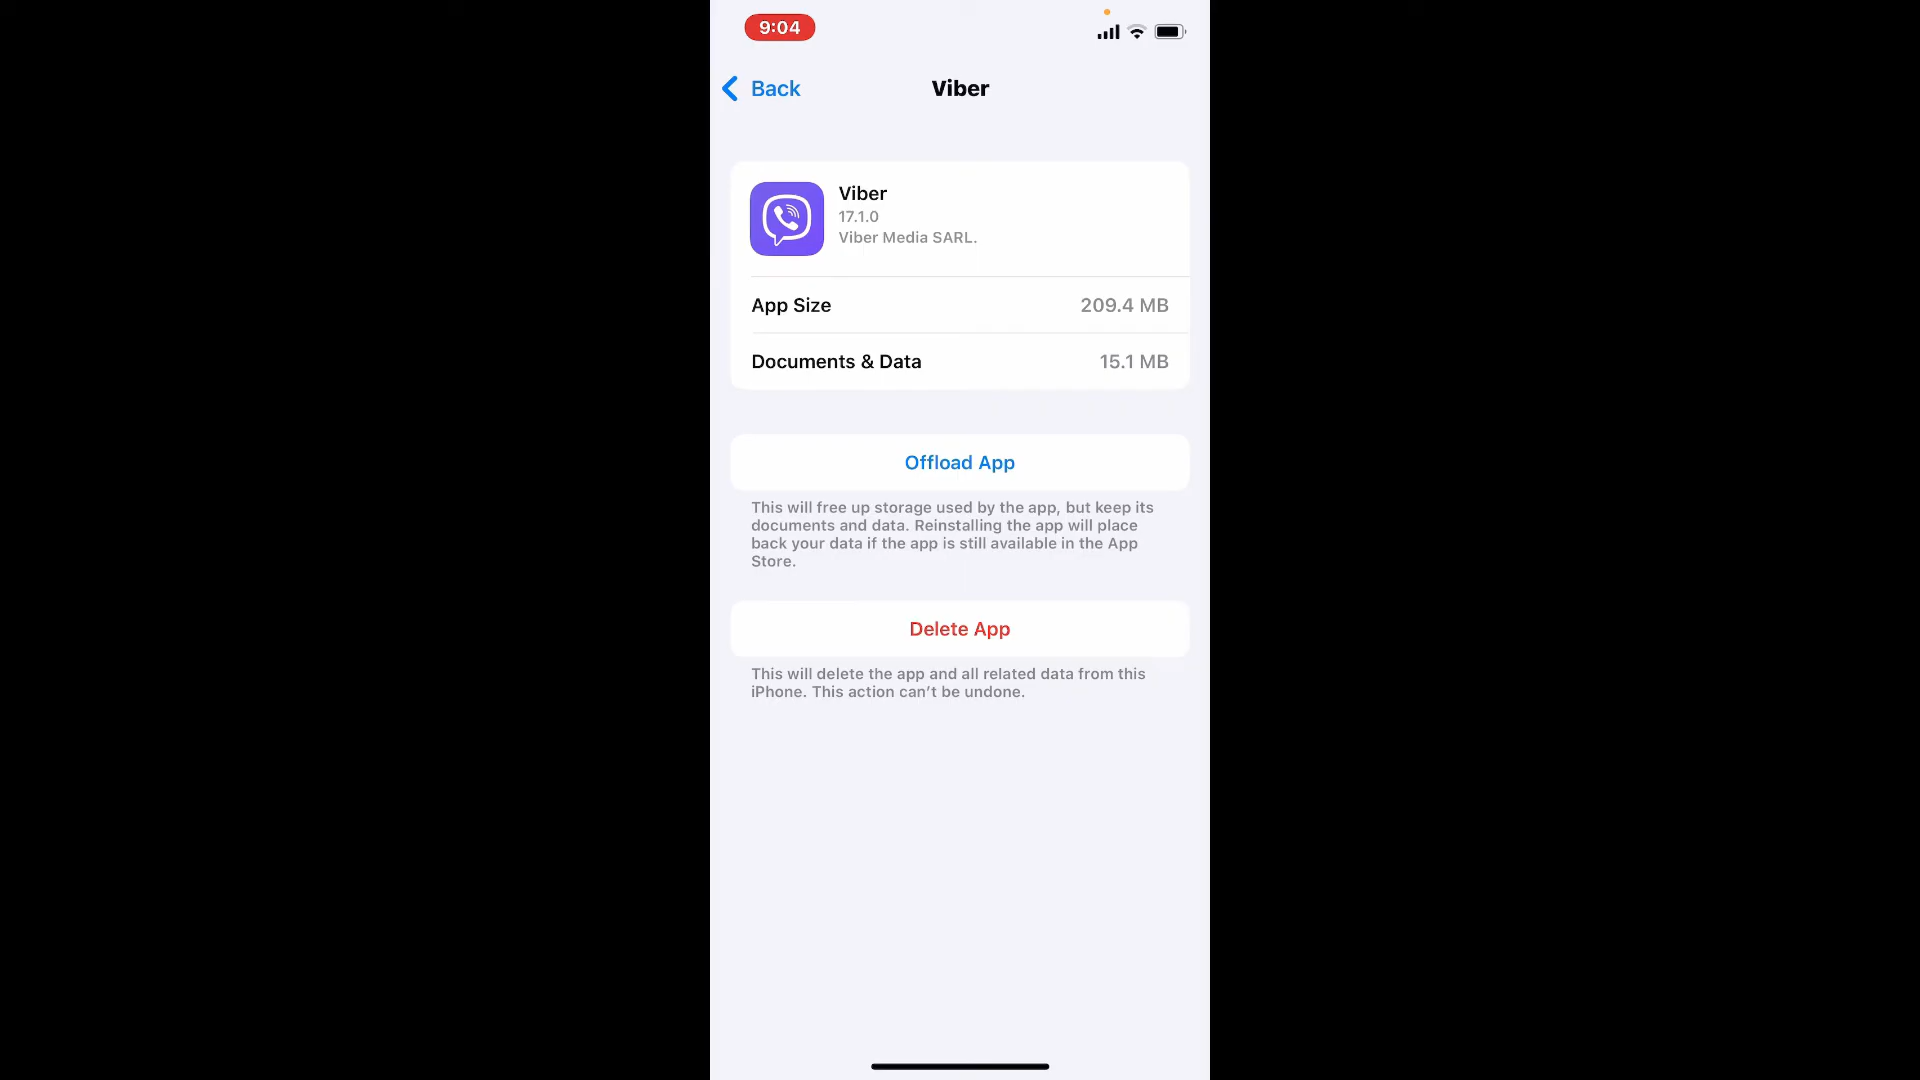 9:04
Back
Viber
Viber
17.1.0
Viber Media SARL.
App Size
209.4 MB
Documents & Data
15.1 MB
Offload App
This will free up storage used by the app, but keep its
documents and data. Reinstalling the app will place
back your data if the app is still available in the App
Store.
Delete App
This will delete the app and all related data from this
iPhone. This action can’t be undone.